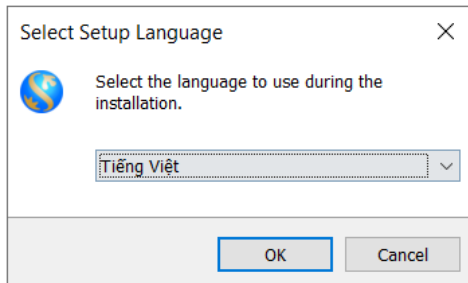 Select Setup Language
Select the language to use during the
installation.
Tiếng Việt
OK
Cancel